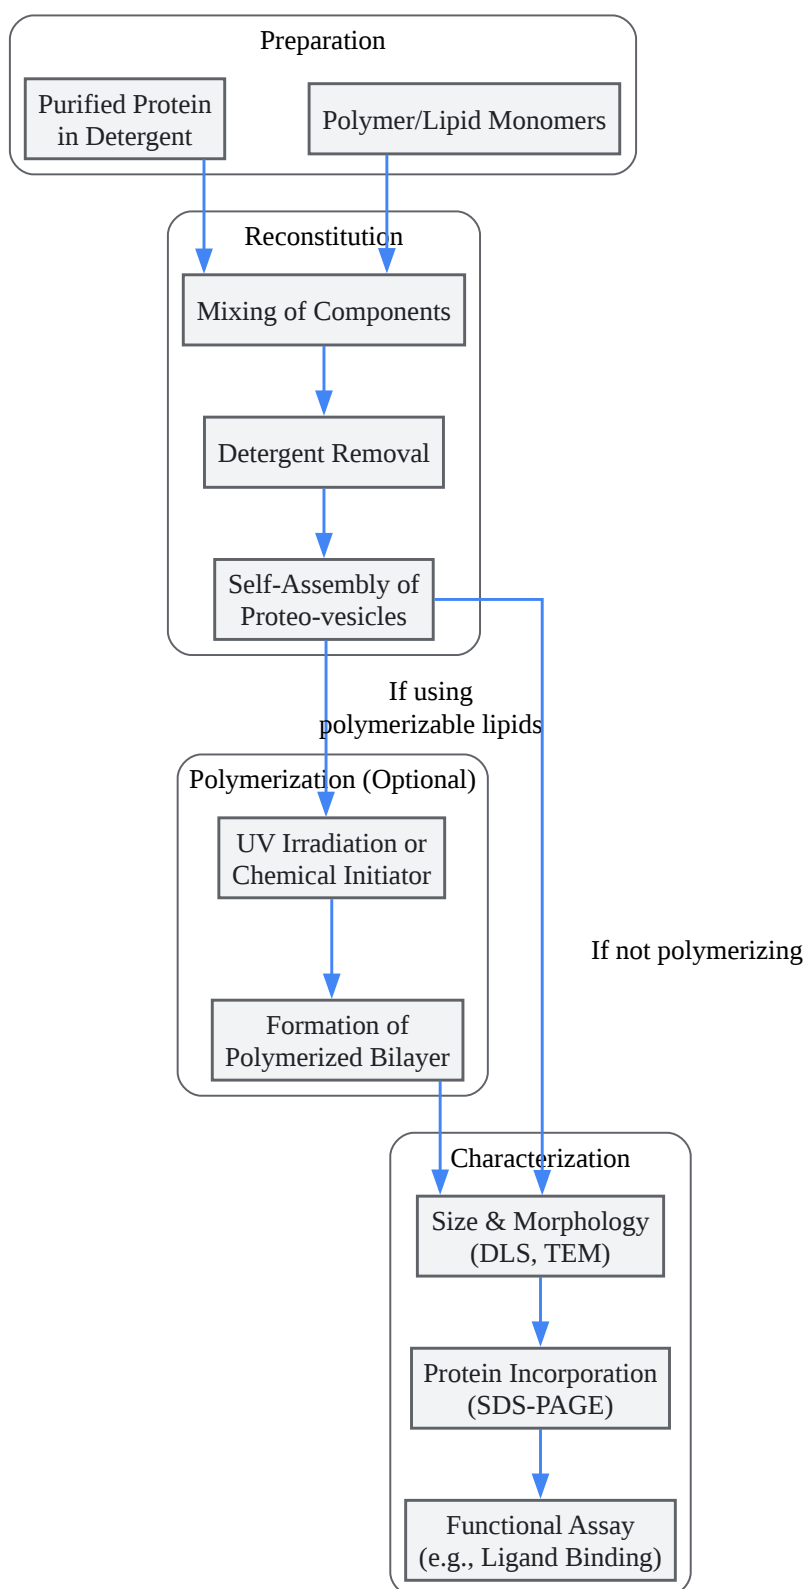 Preparation
Purified Protein
in Detergent
Polymer/Lipid Monomers
Reconstitution
Mixing of Components
Detergent Removal
Self-Assembly of
Proteo-vesicles
If using
polymerizable lipids
Polymerization (Optional)
UV Irradiation or
Chemical Initiator
If not polymerizing
Formation of
Polymerized Bilayer
Characterization
Size & Morphology
(DLS, TEM)
Protein Incorporation
(SDS-PAGE)
Functional Assay
(e.g., Ligand Binding)